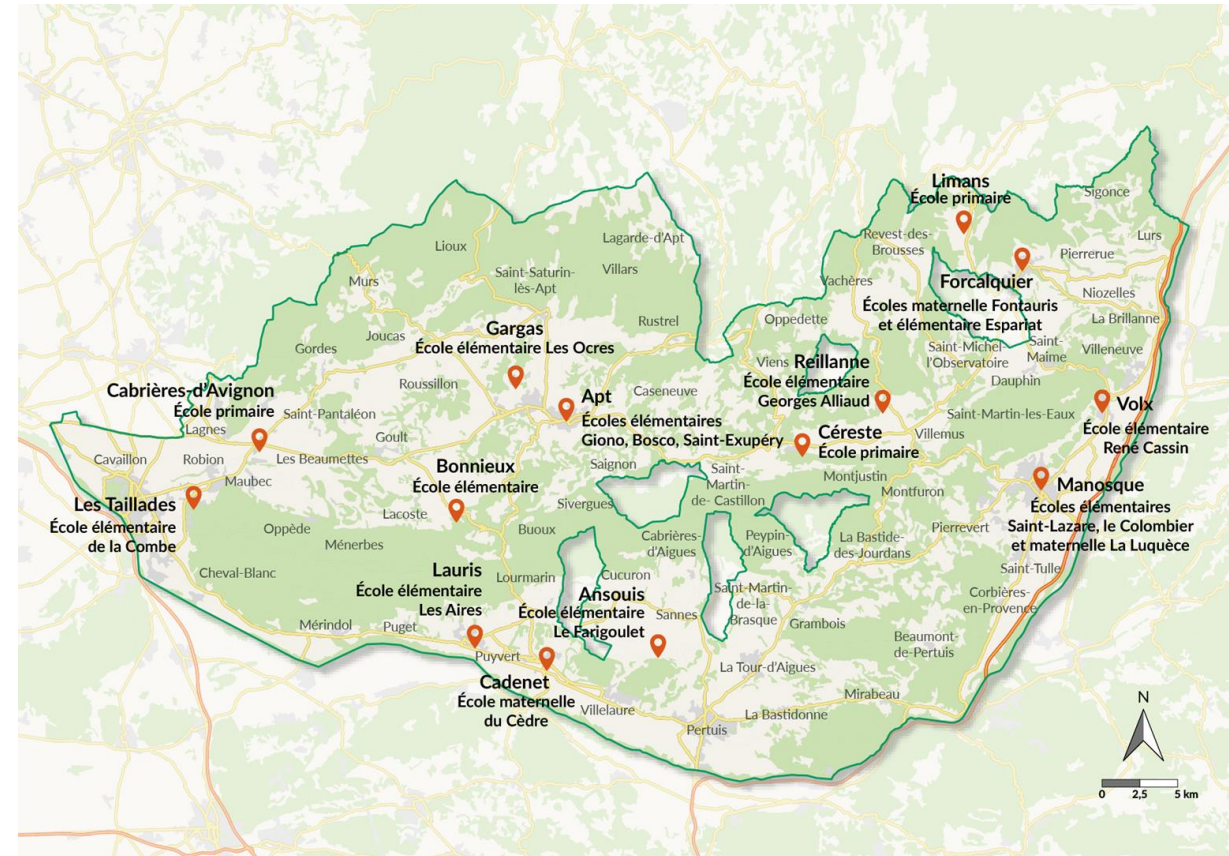 Limans
École primaire
Sigonce
Lurs
Revest-des-
Brousses
Pierrerue
Lagarde-d'Apt
Lioux
Villars
Saint-Saturin-
lès-Apt
Murs
Vachères
Forcalquier
Écoles maternelle Fontauris
et élémentaire Espariat
Niozelles
La Brillanne
Rustrel
Oppedette
Gargas
École élémentaire Les Ocres
Joucas
Gordes
Saint-Michel-
l'Observatoire
Saint-
Maime
Villeneuve
Viens
Reillanne
École élémentaire
Georges Alliaud
Dauphin
Roussillon
Caseneuve
Cabrières-d'Avignon
École primaire
Apt
Écoles élémentaires
Giono, Bosco, Saint-Exupéry
Saint-Pantaléon
Lagnes
Saint-Martin-les-Eaux
Volx
École élémentaire
René Cassin
Céreste
École primaire
Villemus
Goult
Cavaillon
Robion
Les Beaumettes
Maubec
Bonnieux
École élémentaire
Saignon
Saint-
Martin-
de- Castillon
Montjustin
Montfuron
Manosque
Écoles élémentaires
Saint-Lazare, le Colombier
et maternelle La Luquèce
Les Taillades
École élémentaire
de la Combe
Sivergues
Lacoste
Oppède
Ménerbes
Buoux
Cabrières-
d'Aigues
Peypin-
d'Aigues
La Bastide-
des-Jourdans
Pierrevert
Saint-Tulle
Cheval-Blanc
Lauris
École élémentaire
Les Aires
Lourmarin
Cucuron
Ansouis
École élémentaire
Le Farigoulet
Sannes
Saint-Martin-
de-la-
Brasque
Grambois
Corbières-
en-Provence
Mérindol
Puget
Beaumont-
de-Pertuis
Puyvert
Cadenet
École maternelle
du Cèdre
La Tour-d'Aigues
Mirabeau
Villelaure
La Bastidonne
Pertuis
N
0 2,5 5 km